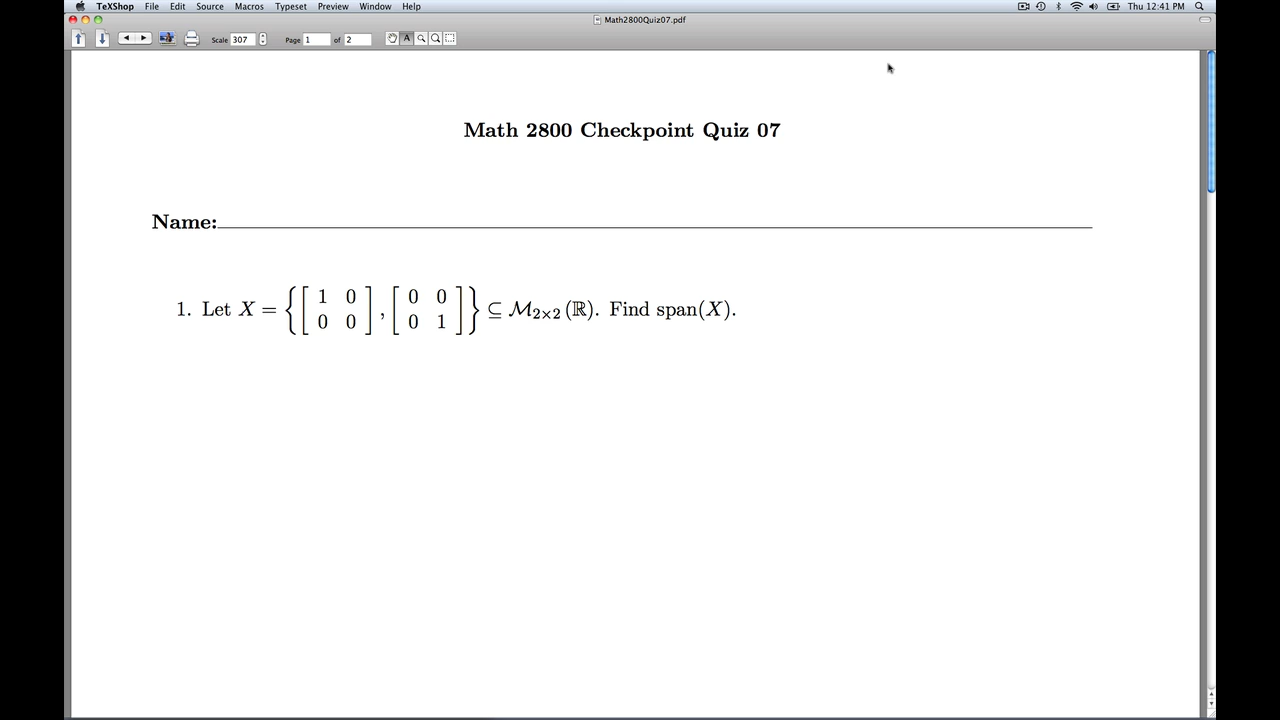 TeXShop File Edit Source Macros Typeset Preview Window Help Thu 12:41 PM
Math2800Quiz07.pdf
Scale 307 Page 1 of 2 A
Math 2800 Checkpoint Quiz 07
Name:
1. Let X = { [ 1 0 ; 0 0 ] , [ 0 0 ; 0 1 ] } ⊆ M₂ₓ₂ (ℝ). Find span(X).